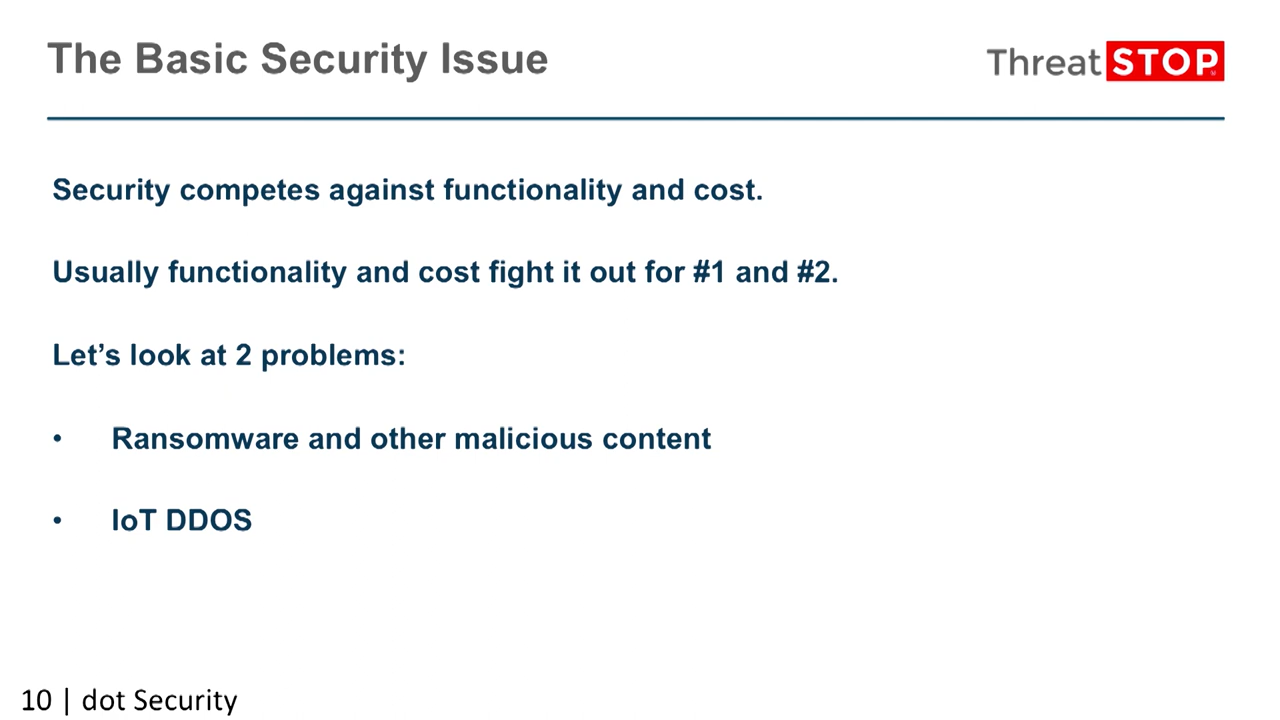 The Basic Security Issue
ThreatSTOP
Security competes against functionality and cost.
Usually functionality and cost fight it out for #1 and #2.
Let’s look at 2 problems:
• Ransomware and other malicious content
• IoT DDOS
10 | dot Security